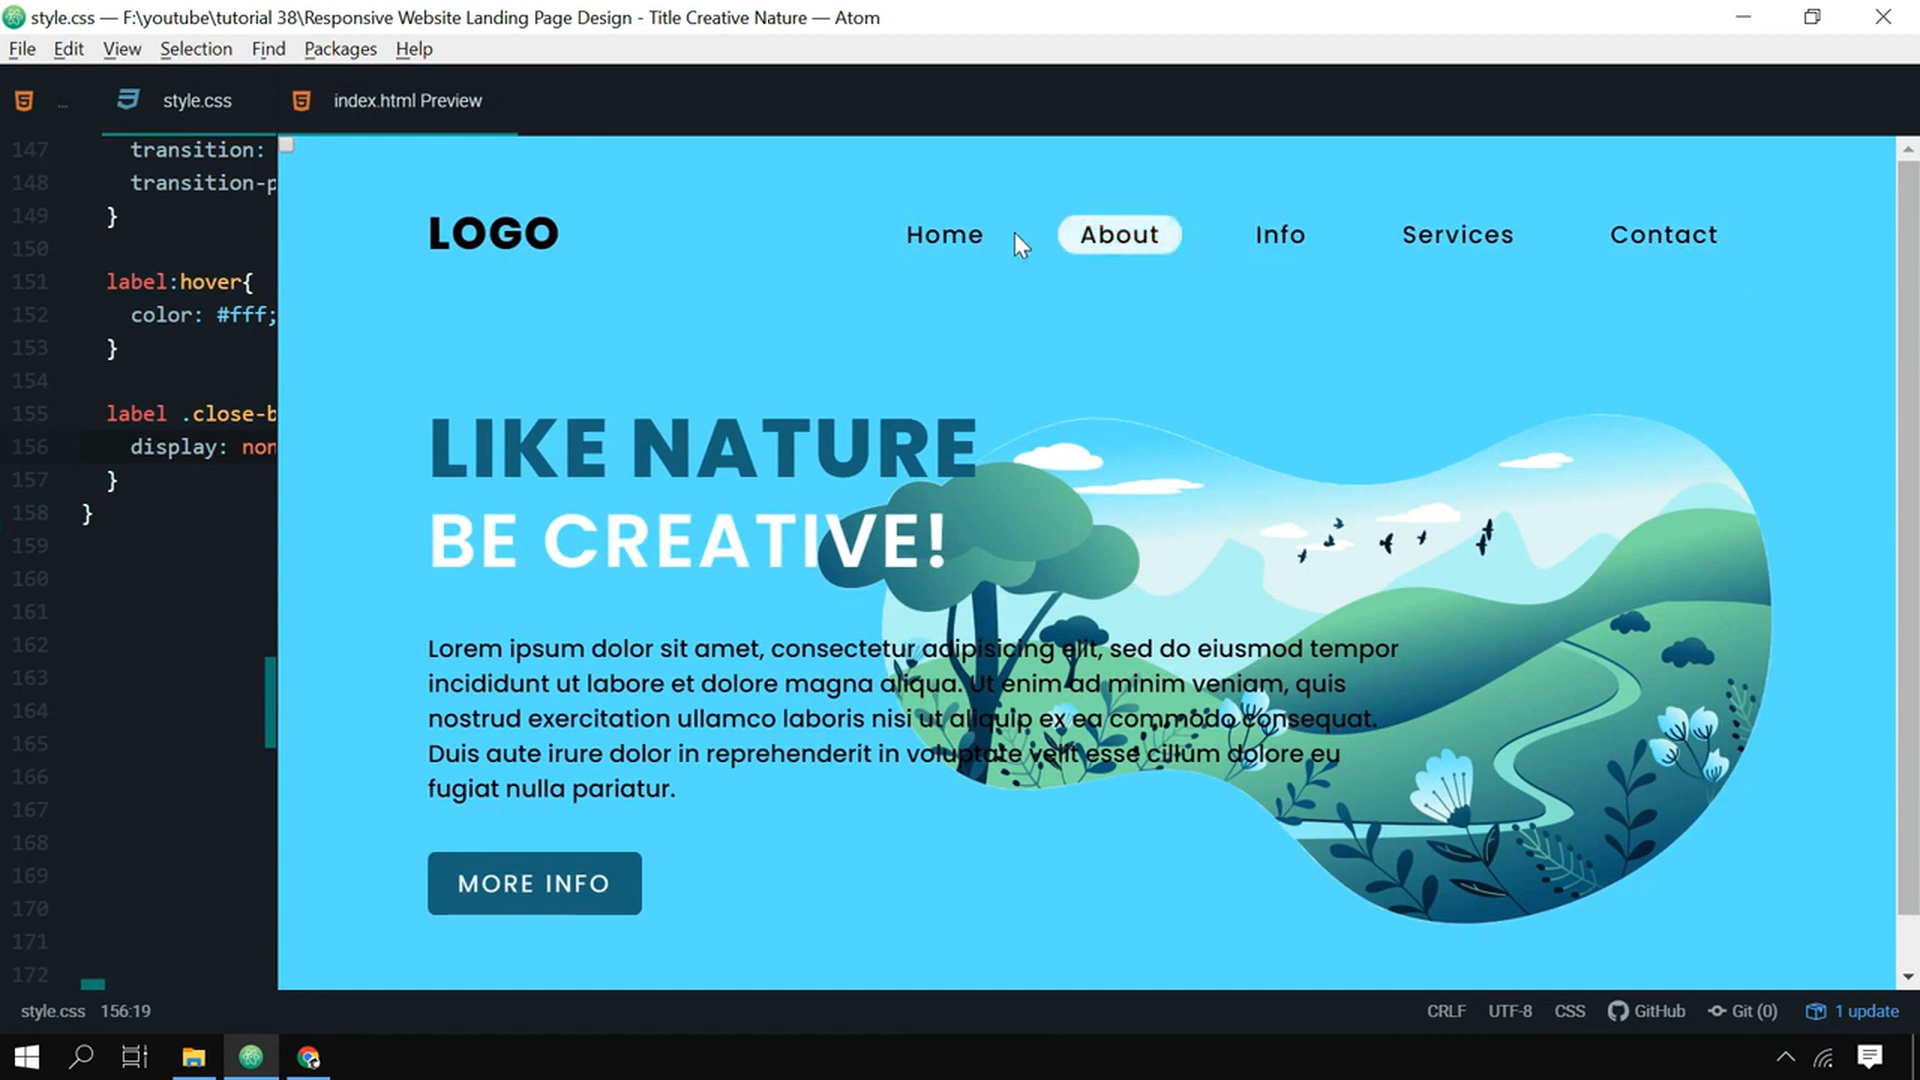 style.css — F:\youtube\tutorial 38\Responsive Website Landing Page Design - Title Creative Nature — Atom
File Edit View Selection Find Packages Help
... style.css index.html Preview
147 transition:
148 transition-p
149 }
150
151 label:hover{
152 color: #fff;
153 }
154
155 label .close-b
156 display: non
157 }
158 }
159
160
161
162
163
164
165
166
167
168
169
170
171
172
LOGO Home About Info Services Contact
LIKE NATURE
BE CREATIVE!
Lorem ipsum dolor sit amet, consectetur adipisicing elit, sed do eiusmod tempor
incididunt ut labore et dolore magna aliqua. Ut enim ad minim veniam, quis
nostrud exercitation ullamco laboris nisi ut aliquip ex ea commodo consequat.
Duis aute irure dolor in reprehenderit in voluptate velit esse cillum dolore eu
fugiat nulla pariatur.
MORE INFO
style.css 156:19 CRLF UTF-8 CSS GitHub Git (0) 1 update